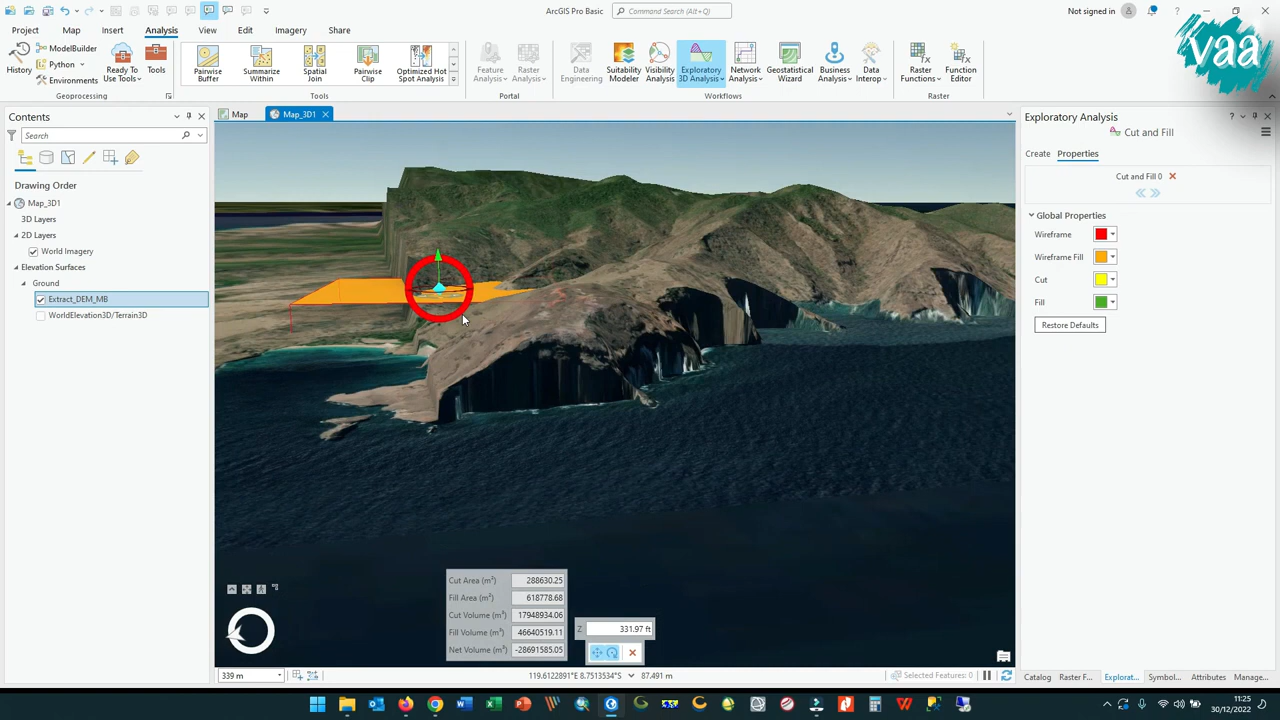 ArcGIS Pro Basic
Command Search (Alt+Q)
Not signed in
?
Project Map Insert Analysis View Edit Imagery Share
History
ModelBuilder
Python
Environments
Ready To Use Tools
Tools
Geoprocessing
Pairwise Buffer
Summarize Within
Spatial Join
Pairwise Clip
Optimized Hot Spot Analysis
Tools
Feature Analysis
Raster Analysis
Portal
Data Engineering
Suitability Modeler
Visibility Analysis
Exploratory 3D Analysis
Network Analysis
Geostatistical Wizard
Business Analysis
Data Interop
Workflows
Raster Functions
Function Editor
Raster
vaa
Contents
Search
Drawing Order
Map_3D1
3D Layers
2D Layers
World Imagery
Elevation Surfaces
Ground
Extract_DEM_MB
WorldElevation3D/Terrain3D
Map
Map_3D1
Cut Area (m²) 288630.25
Fill Area (m²) 618778.68
Cut Volume (m³) 17948934.06
Fill Volume (m³) 46640519.11
Net Volume (m³) -28691585.05
Z 331.97 ft
339 m
119.6122891°E 8.7513534°S
87.491 m
Selected Features: 0
Exploratory Analysis
Cut and Fill
Create Properties
Cut and Fill 0
Global Properties
Wireframe
Wireframe Fill
Cut
Fill
Restore Defaults
Catalog Raster F... Explorat... Symbol... Attributes Manage...
11:25
30/12/2022